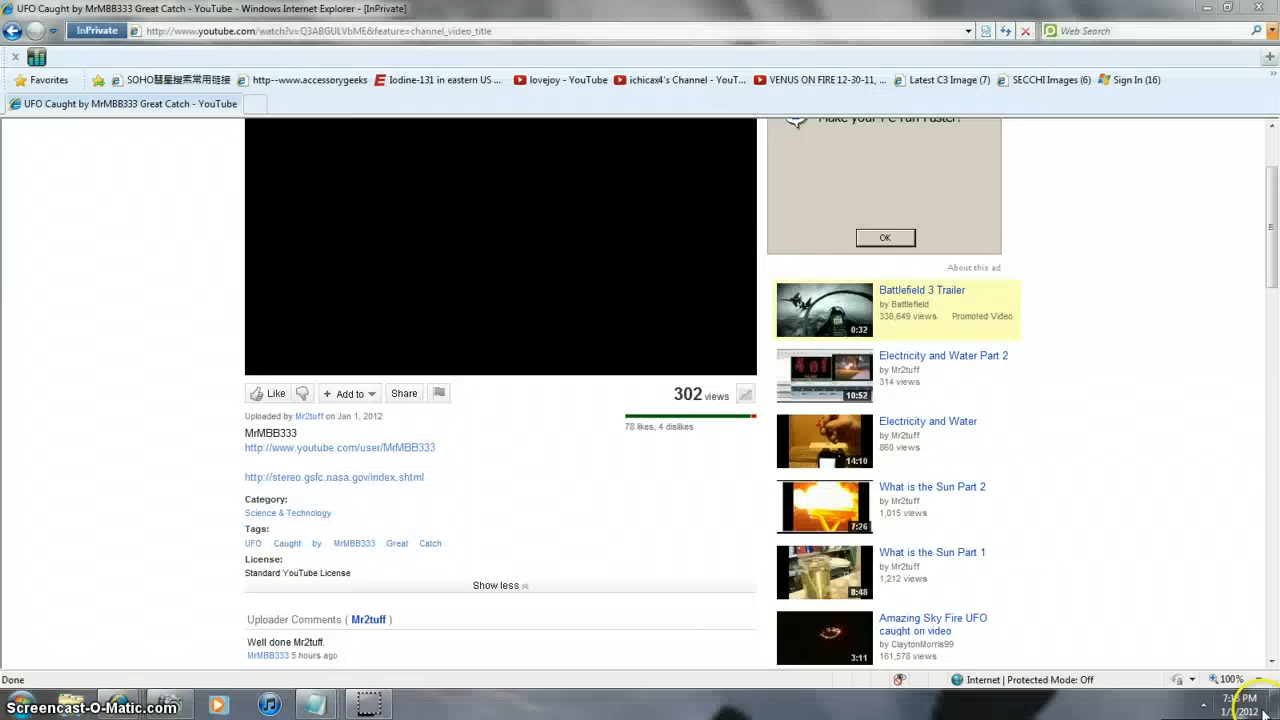 UFO Caught by MrMBB333 Great Catch - YouTube - Windows Internet Explorer - [InPrivate]
InPrivate http://www.youtube.com/watch?v=Q3ABGULVbME&feature=channel_video_title Web Search
Favorites SOHO彗星搜索常用链接 http--www.accessorygeeks Iodine-131 in eastern US ... lovejoy - YouTube ichicax4's Channel - YouT... VENUS ON FIRE 12-30-11, ... Latest C3 Image (7) SECCHI Images (6) Sign In (16)
UFO Caught by MrMBB333 Great Catch - YouTube
OK
About this ad
Battlefield 3 Trailer
by Battlefield
338,649 views Promoted Video
0:32
Electricity and Water Part 2
by Mr2tuff
314 views
10:52
Like Add to Share 302 views
Uploaded by Mr2tuff on Jan 1, 2012
78 likes, 4 dislikes
MrMBB333
http://www.youtube.com/user/MrMBB333
http://stereo.gsfc.nasa.gov/index.shtml
Category:
Science & Technology
Tags:
UFO Caught by MrMBB333 Great Catch
License:
Standard YouTube License
Show less
Uploader Comments ( Mr2tuff )
Well done Mr2tuff.
MrMBB333 5 hours ago
Electricity and Water
by Mr2tuff
860 views
14:10
What is the Sun Part 2
by Mr2tuff
1,015 views
7:26
What is the Sun Part 1
by Mr2tuff
1,212 views
8:48
Amazing Sky Fire UFO
caught on video
by ClaytonMorris99
161,578 views
3:11
Done Internet | Protected Mode: Off 100%
Screencast-O-Matic.com
PM
2012